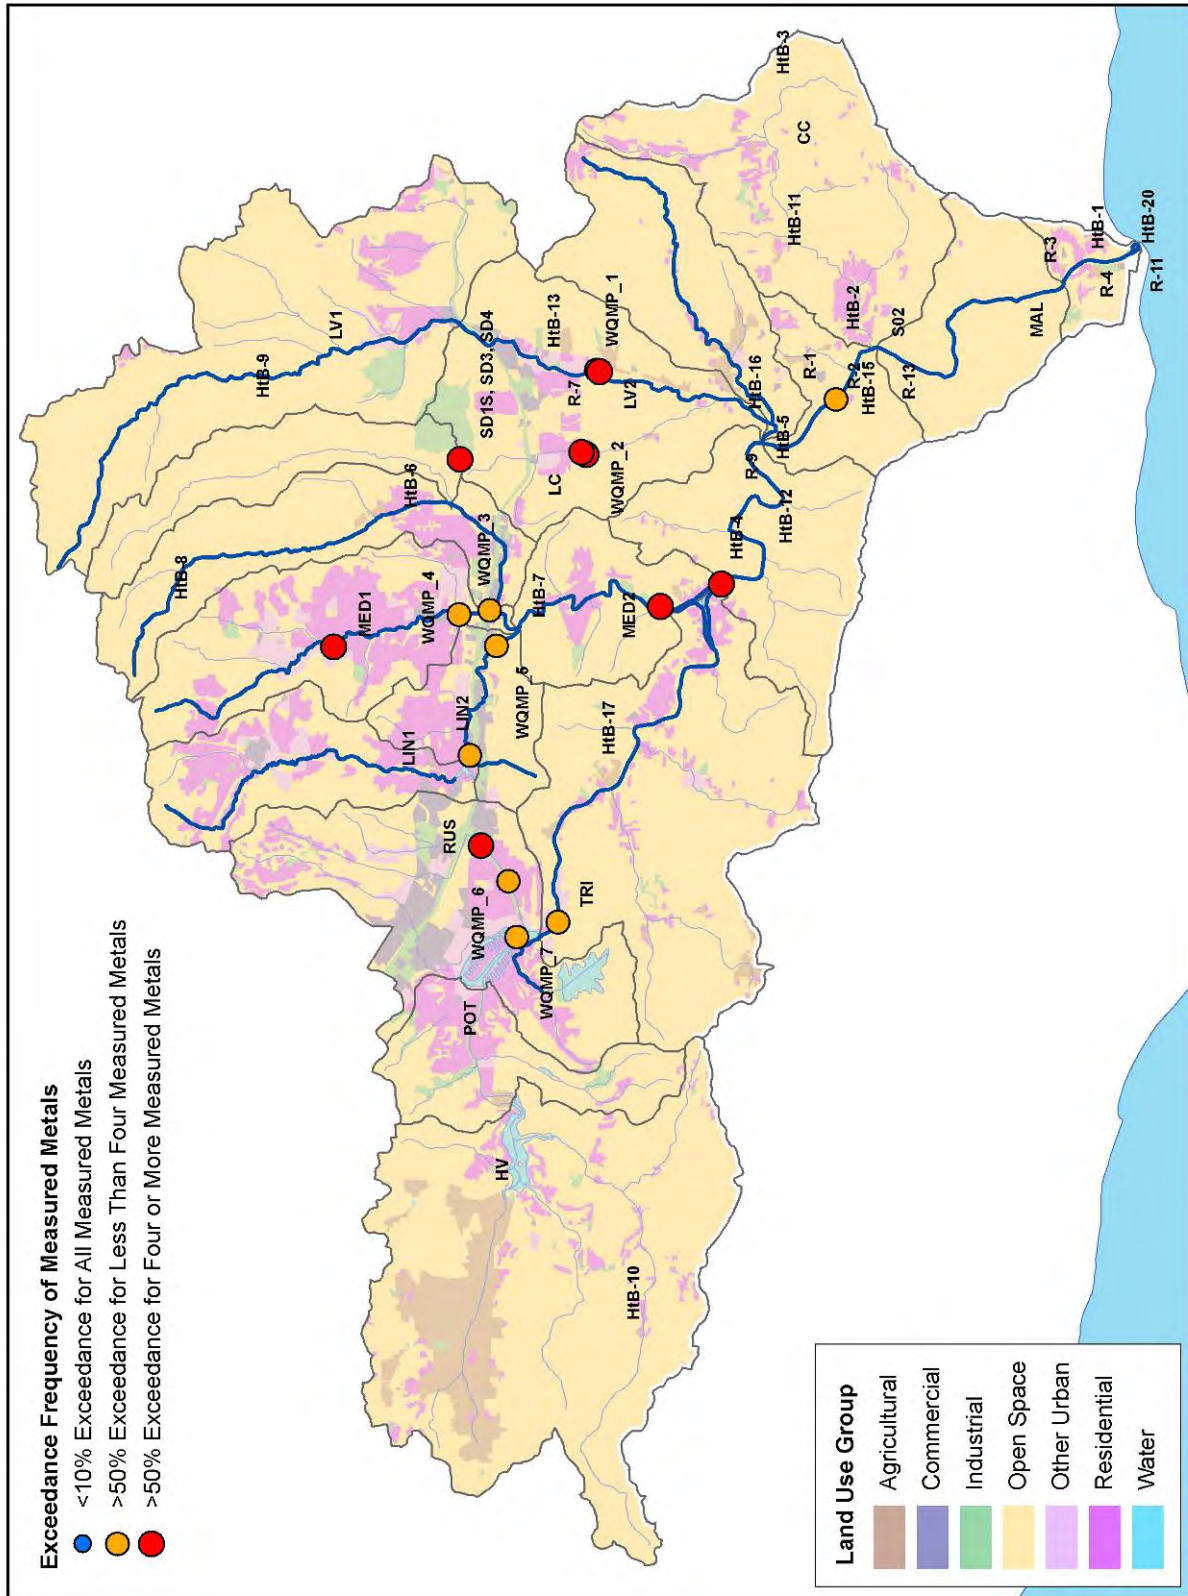 Exceedance Frequency of Measured Metals
<10% Exceedance for All Measured Metals
>50% Exceedance for Less Than Four Measured Metals
>50% Exceedance for Four or More Measured Metals
HtB-9
LV1
HtB-8
HtB-6
SD1S, SD3, SD4
HtB-13
WQMP_1
HtB-3
CC
HtB-11
MED1
WQMP_4
WQMP_3
LC
R-7
LV2
WQMP_2
HtB-16
R-1
HtB-2
S02
R-3
HtB-1
LIN1
LIN2
WQMP_5
HtB-7
MED2
R-9
HtB-5
R-2
HtB-15
R-13
MAL
R-4
HtB-20
R-11
HtB-4
HtB-12
RUS
WQMP_6
HtB-17
TRI
WQMP_7
POT
HV
HtB-10
Land Use Group
Agricultural
Commercial
Industrial
Open Space
Other Urban
Residential
Water